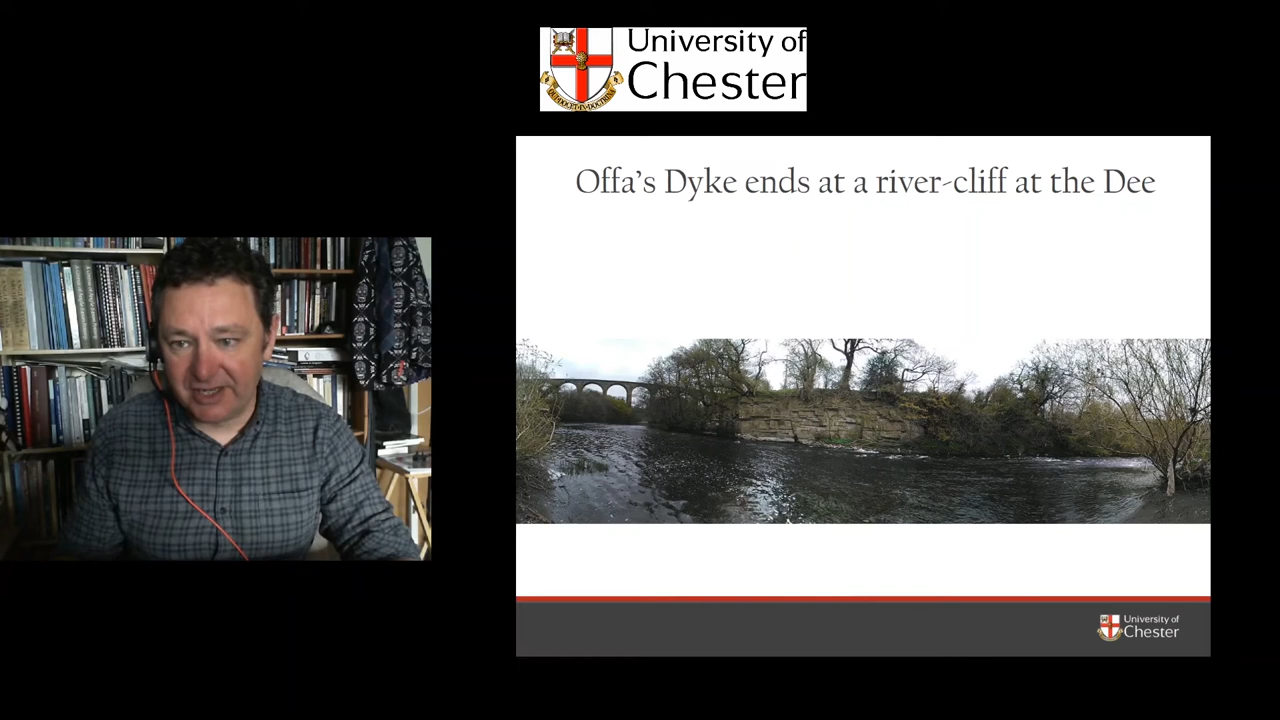 University of
Chester
Offa's Dyke ends at a river-cliff at the Dee
University of
Chester